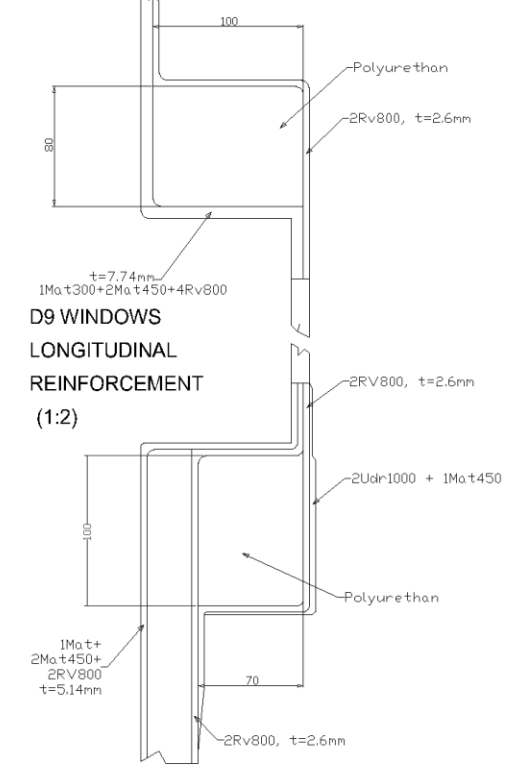 100
Polyurethan
2Rv800, t=2.6mm
80
t=7.74mm
1Mat300+2Mat450+4Rv800
D9 WINDOWS
LONGITUDINAL
REINFORCEMENT
(1:2)
2RV800, t=2.6mm
2Udr1000 + 1Mat450
100
Polyurethan
1Mat+
2Mat450+
2RV800
t=5.14mm
70
2Rv800, t=2.6mm